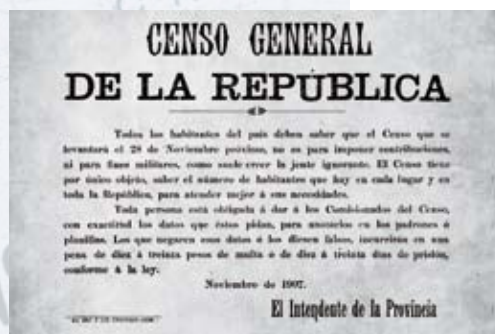 CENSO GENERAL
DE LA REPÚBLICA
Todos los habitantes del país deben saber que el Censo que se
levantará el 28 de Noviembre próximo, no es para imponer contribuciones,
ni para fines militares, como suele creer la jente ignorante. El Censo tiene
por único objeto, saber el número de habitantes que hay en cada lugar y en
toda la República, para atender mejor á sus necesidades.
Toda persona está obligada á dar á los Comisionados del Censo,
con exactitud los datos que éstos pidan, para anotarlos en los padrones ó
planillas. Los que negaren esos datos ó los dieren falsos, incurrirán en una
pena de diez á treinta pesos de multa ó de diez á treinta días de prisión,
conforme á la ley.
Noviembre de 1907.
El Intendente de la Provincia